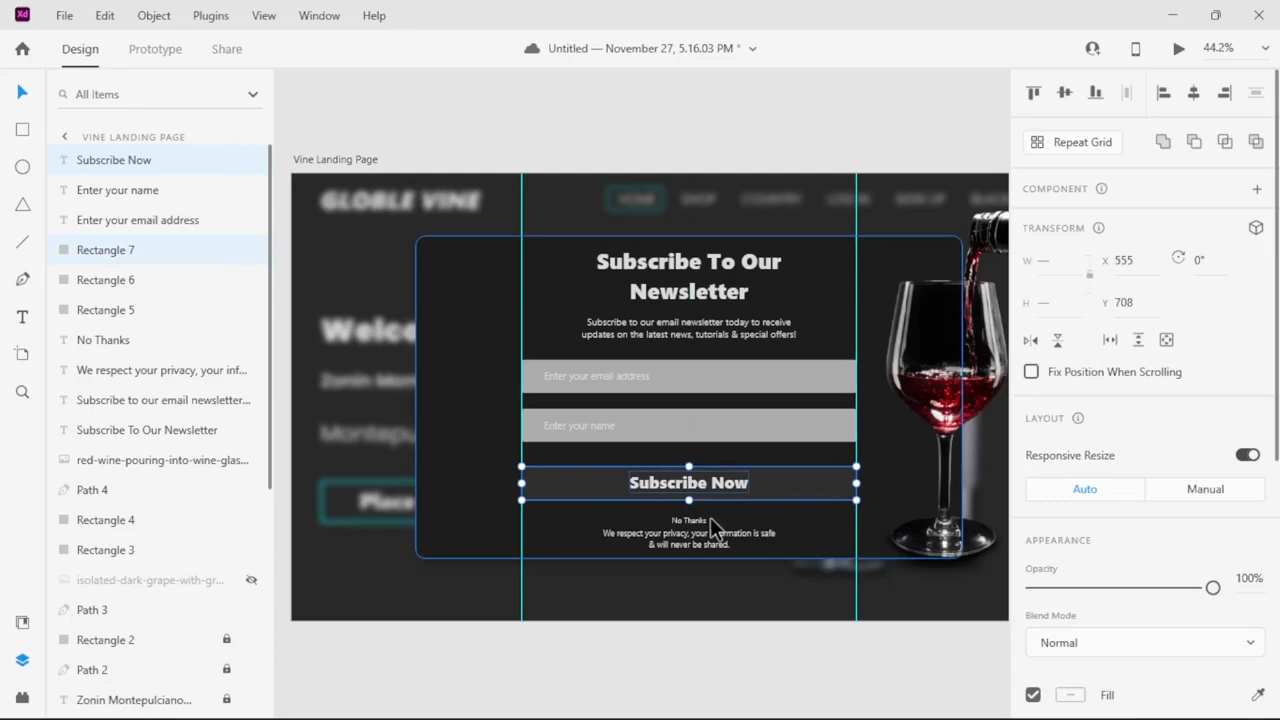 Xd File Edit Object Plugins View Window Help
Design Prototype Share Untitled — November 27, 5.16.03 PM * 44.2%
All Items
VINE LANDING PAGE
Subscribe Now
Enter your name
Enter your email address
Rectangle 7
Rectangle 6
Rectangle 5
No Thanks
We respect your privacy, your inf...
Subscribe to our email newsletter...
Subscribe To Our Newsletter
red-wine-pouring-into-wine-glas...
Path 4
Rectangle 4
Rectangle 3
isolated-dark-grape-with-gr...
Path 3
Rectangle 2
Path 2
Zonin Montepulciano...
Vine Landing Page
GLOBLE VINE HOME SHOP COUNTRY LOG IN SIGN UP
Subscribe To Our
Newsletter
Subscribe to our email newsletter today to receive
updates on the latest news, tutorials & special offers!
Welco
Enter your email address
Zonin Mon
Enter your name
Montepu
Subscribe Now
Place
No Thanks
We respect your privacy, your information is safe
& will never be shared.
Repeat Grid
COMPONENT
TRANSFORM
W — X 555 0°
H — Y 708
Fix Position When Scrolling
LAYOUT
Responsive Resize
Auto Manual
APPEARANCE
Opacity
100%
Blend Mode
Normal
Fill